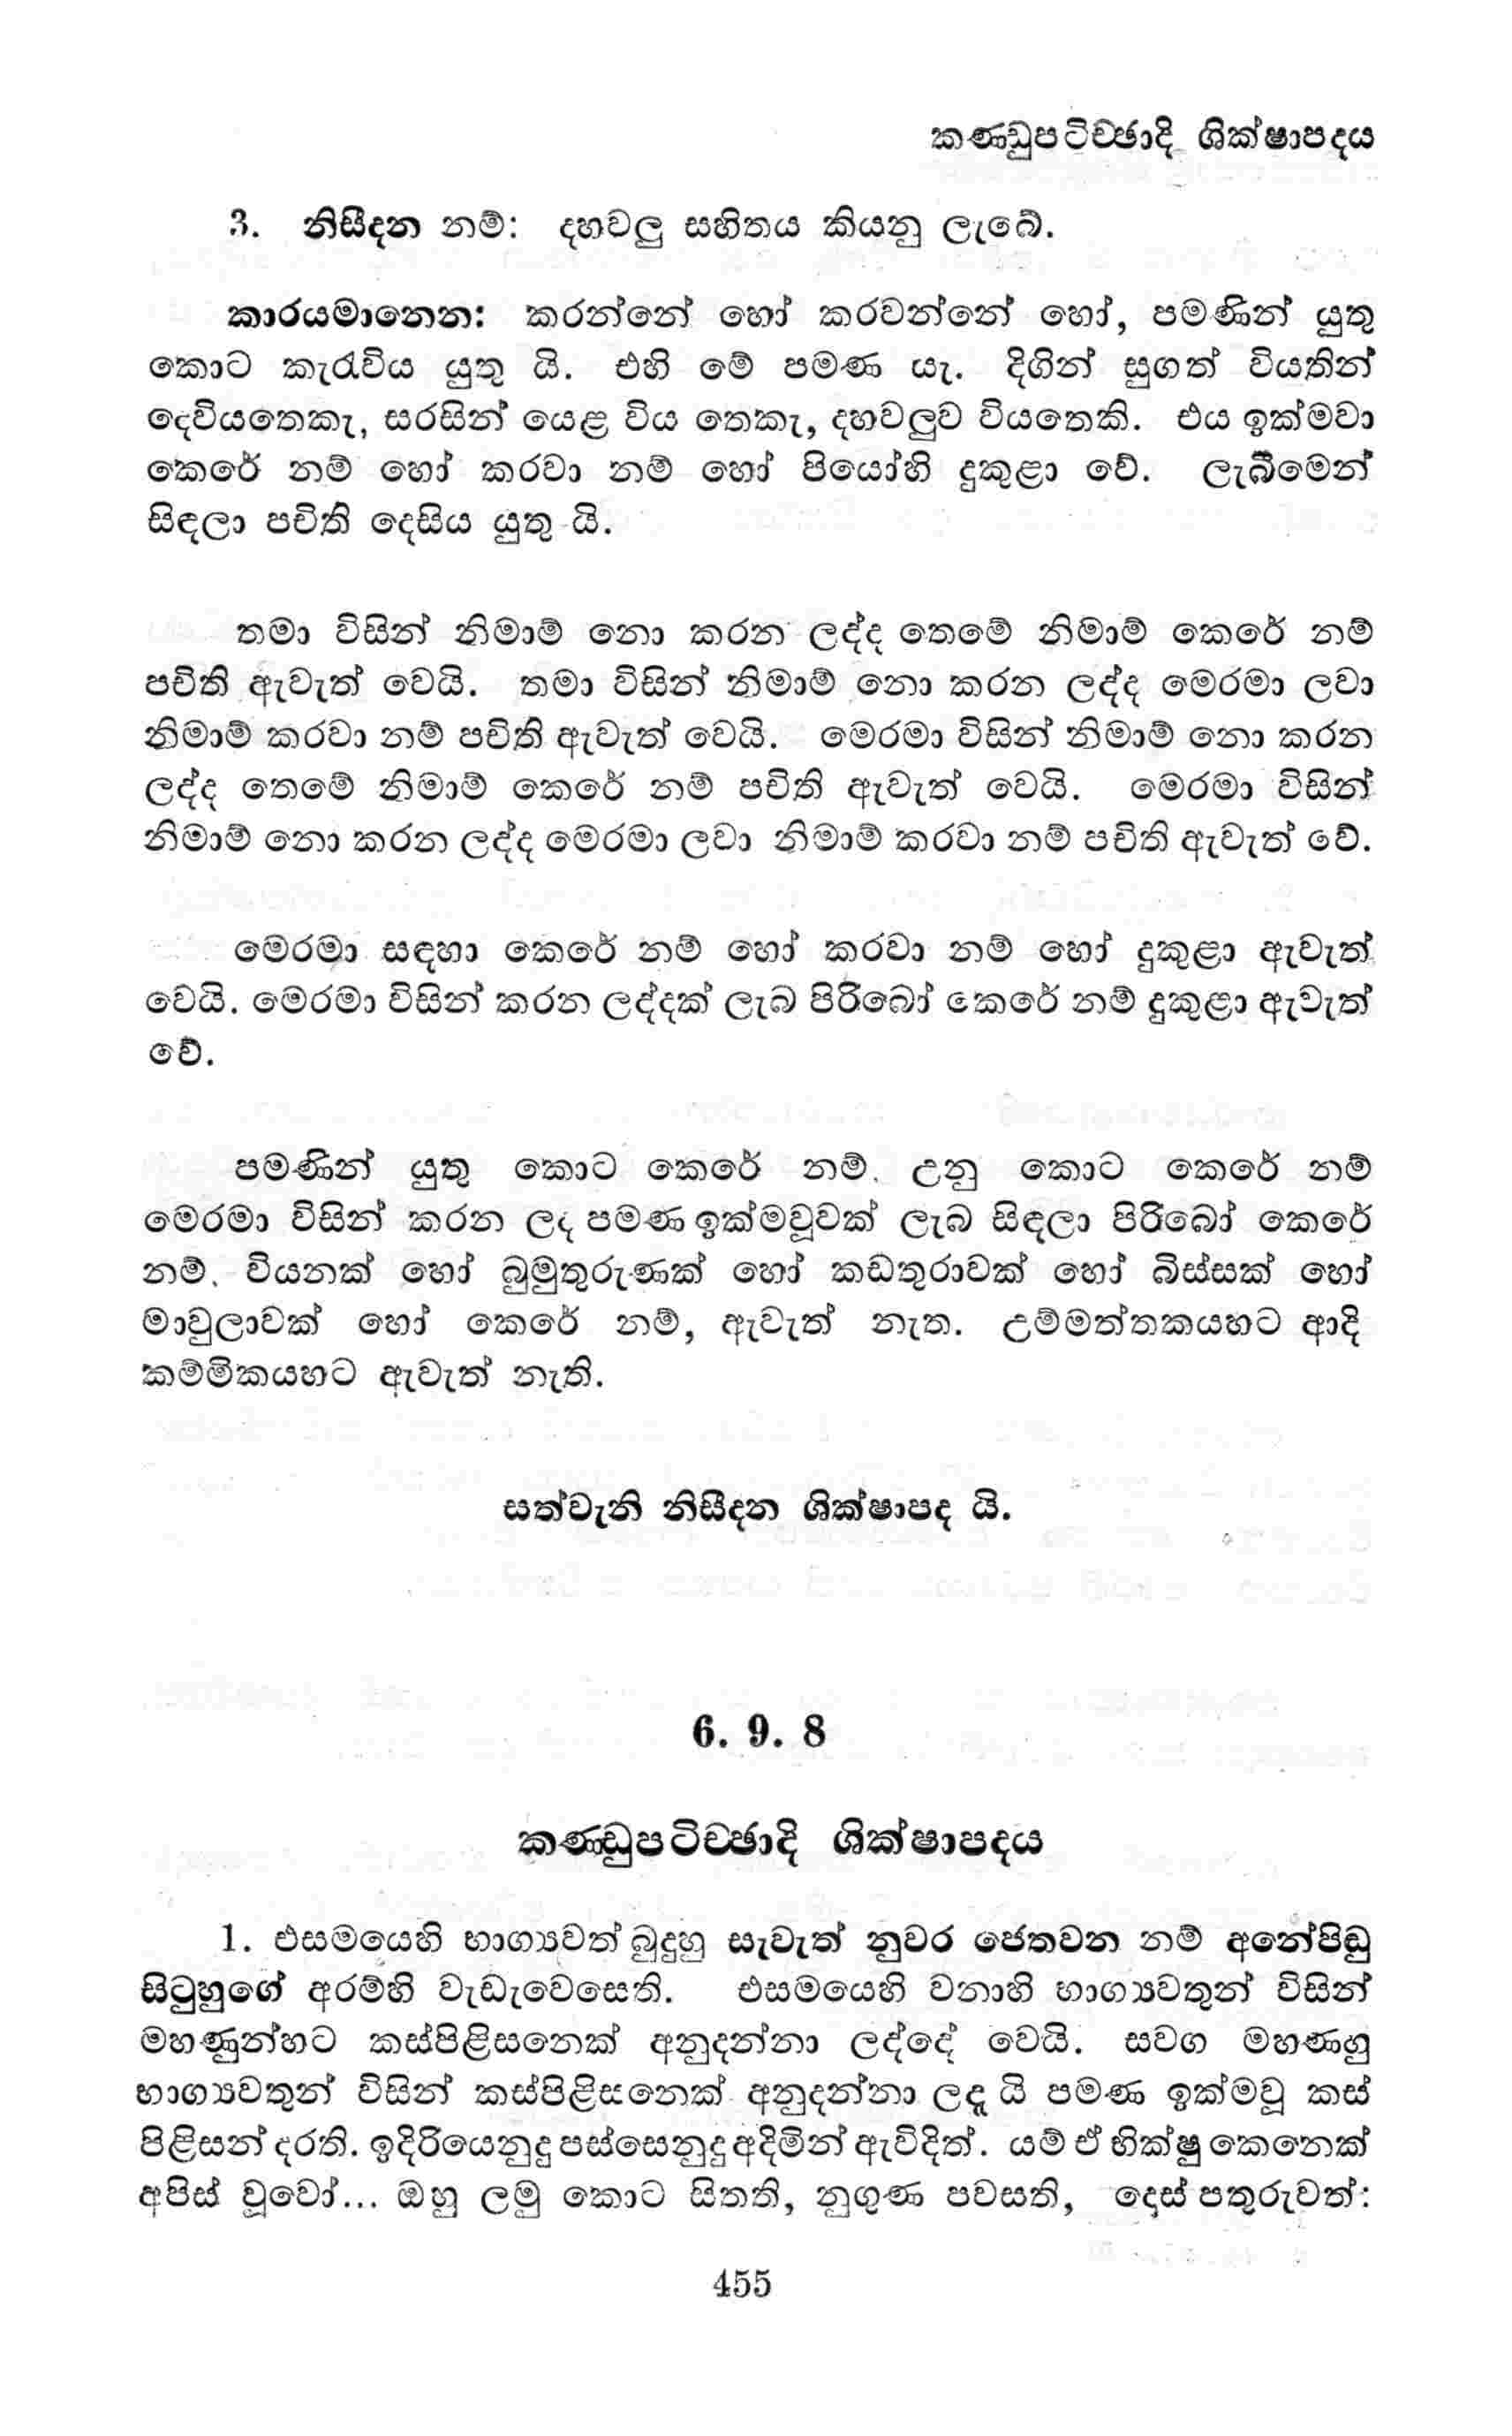 කණ්ඩුපටිච්ඡාදි ශික්ෂාපදය
3. නිසීදන නම්: දහවලු සහිතය කියනු ලැබේ.
කාරයමානෙන: කරන්නේ හෝ කරවන්නේ හෝ, පමණින් යුතු
කොට කැරැවිය යුතු යි. එහි මේ පමණ යැ. දිගින් සුගත් වියතින්
දෙවියතෙකැ, සරසින් යෙළ විය තෙකැ, දහවලුව වියතෙකි. එය ඉක්මවා
කෙරේ නම් හෝ කරවා නම් හෝ පියෝහි දුකුළා වේ. ලැබීමෙන්
සිඳලා පචිති දෙසිය යුතු යි.
තමා විසින් නිමාම් නො කරන ලද්ද තෙමේ නිමාම් කෙරේ නම්
පචිති ඇවැත් වෙයි. තමා විසින් නිමාම් නො කරන ලද්ද මෙරමා ලවා
නිමාම් කරවා නම් පචිති ඇවැත් වෙයි. මෙරමා විසින් නිමාම් නො කරන
ලද්ද තෙමේ නිමාම් කෙරේ නම් පචිති ඇවැත් වෙයි. මෙරමා විසින්
නිමාම් නො කරන ලද්ද මෙරමා ලවා නිමාම් කරවා නම් පචිති ඇවැත් වේ.
මෙරමා සඳහා කෙරේ නම් හෝ කරවා නම් හෝ දුකුළා ඇවැත්
වෙයි. මෙරමා විසින් කරන ලද්දක් ලැබ පිරිබෝ කෙරේ නම් දුකුළා ඇවැත්
වේ.
පමණින් යුතු කොට කෙරේ නම්. උනු කොට කෙරේ නම්
මෙරමා විසින් කරන ලද පමණ ඉක්මවූවක් ලැබ සිඳලා පිරිබෝ කෙරේ
නම්. වියනක් හෝ බුමුතුරුණක් හෝ කඩතුරාවක් හෝ බිස්සක් හෝ
මාවුලාවක් හෝ කෙරේ නම්, ඇවැත් නැත. උම්මත්තකයහට ආදි
කම්මිකයහට ඇවැත් නැති.
සත්වැනි නිසීදන ශික්ෂාපද යි.
6. 9. 8
කණ්ඩුපටිච්ඡාදි ශික්ෂාපදය
1. එසමයෙහි භාග්‍යවත් බුදුහු සැවැත් නුවර ජෙතවන නම් අනේපිඬු
සිටුහුගේ අරම්හි වැඩැවෙසෙති. එසමයෙහි වනාහි භාග්‍යවතුන් විසින්
මහණුන්හට කස්පිළිසනෙක් අනුදන්නා ලද්දේ වෙයි. සවග මහණහු
භාග්‍යවතුන් විසින් කස්පිළිසනෙක් අනුදන්නා ලදැ යි පමණ ඉක්මවූ කස්
පිළිසන් දරති. ඉදිරියෙනුදු පස්සෙනුදු අදිමින් ඇවිදිත්. යම් ඒ භික්ෂු කෙනෙක්
අපිස් වූවෝ... ඔහු ලමු කොට සිතති, නුගුණ පවසති, දොස් පතුරුවත්:
455